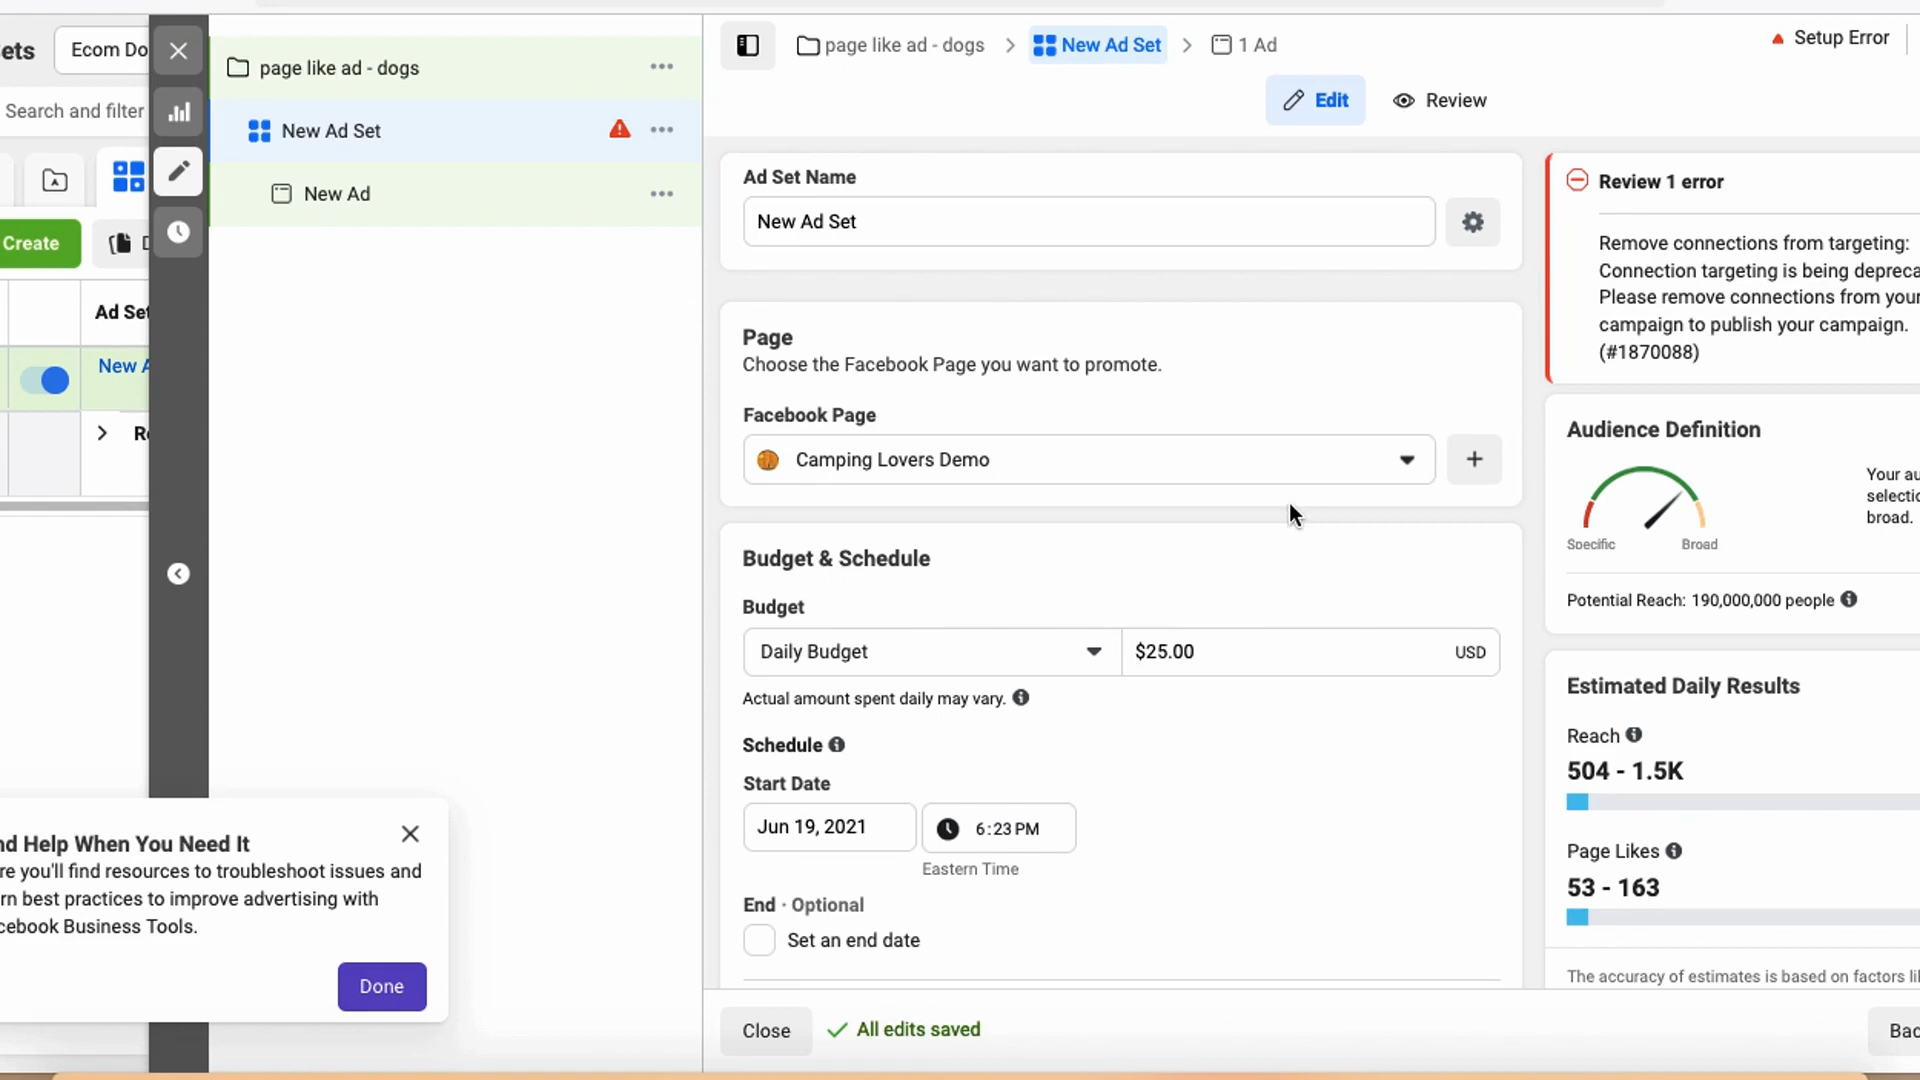 ets
Ecom Do
Search and filter
Create
D
Ad Set
New A
Re
page like ad - dogs
New Ad Set
New Ad
page like ad - dogs
New Ad Set
1 Ad
Setup Error
Edit
Review
Ad Set Name
New Ad Set
Page
Choose the Facebook Page you want to promote.
Facebook Page
Camping Lovers Demo
Budget & Schedule
Budget
Daily Budget
$25.00
USD
Actual amount spent daily may vary.
Schedule
Start Date
Jun 19, 2021
6:23 PM
Eastern Time
End · Optional
Set an end date
Close
All edits saved
Review 1 error
Remove connections from targeting:
Connection targeting is being depreca
Please remove connections from your
campaign to publish your campaign.
(#1870088)
Audience Definition
Specific
Broad
Your au
selectio
broad.
Potential Reach: 190,000,000 people
Estimated Daily Results
Reach
504 - 1.5K
Page Likes
53 - 163
The accuracy of estimates is based on factors li
Bac
nd Help When You Need It
re you'll find resources to troubleshoot issues and
rn best practices to improve advertising with
cebook Business Tools.
Done